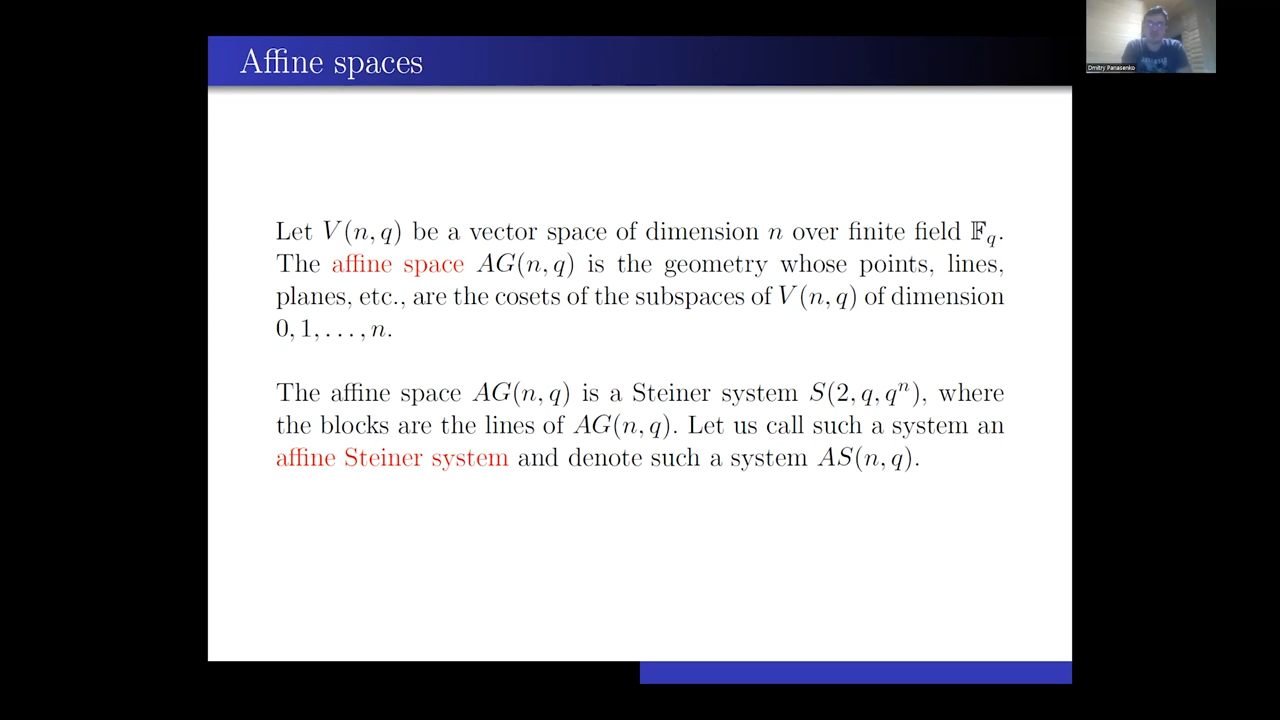 Affine spaces
Dmitry Panasenko
Let V(n, q) be a vector space of dimension n over finite field 𝔽_q.
The affine space AG(n, q) is the geometry whose points, lines,
planes, etc., are the cosets of the subspaces of V(n, q) of dimension
0, 1, . . . , n.
The affine space AG(n, q) is a Steiner system S(2, q, qⁿ), where
the blocks are the lines of AG(n, q). Let us call such a system an
affine Steiner system and denote such a system AS(n, q).